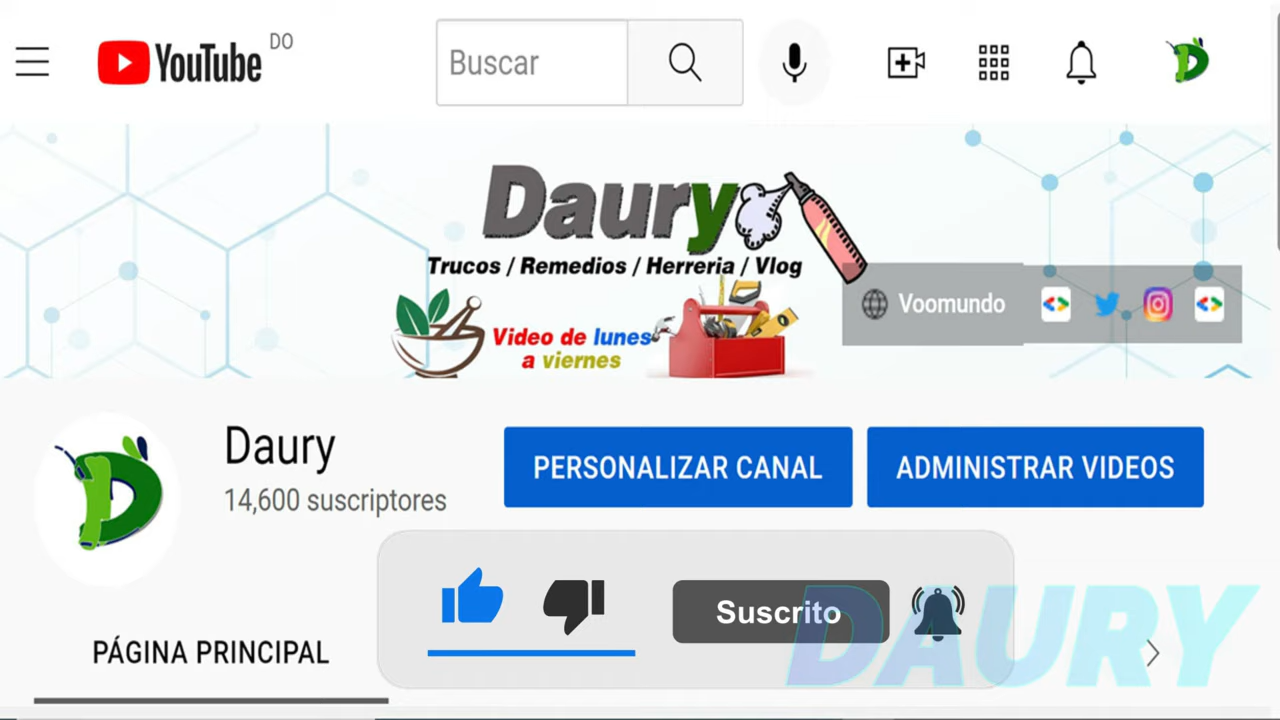 YouTube DO
Buscar
Daury
Trucos / Remedios / Herreria / Vlog
Video de lunes
a viernes
Voomundo
Daury
14,600 suscriptores
PERSONALIZAR CANAL
ADMINISTRAR VIDEOS
Suscrito
DAURY
PÁGINA PRINCIPAL